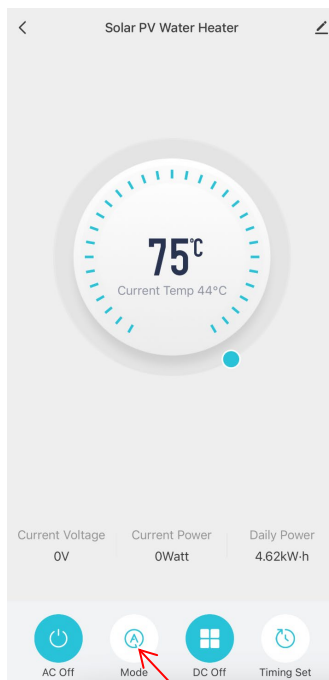 Solar PV Water Heater
75°C
Current Temp 44°C
Current Voltage Current Power Daily Power
0V 0Watt 4.62kW·h
A
AC Off Mode DC Off Timing Set